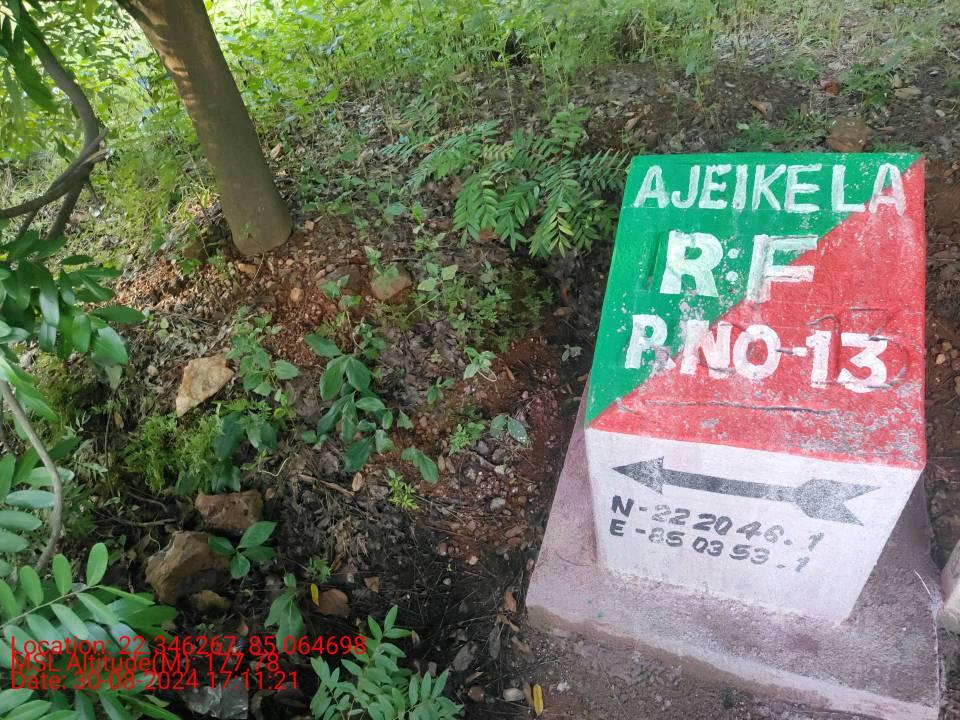 AJEIKELA
R.F
P.NO-13
N-22 20 46.1
E-85 03 53.1
Location: 22.346267, 85.064698
MSL Altitude(M): 177.78
Date: 30-08-2024 17:11:21